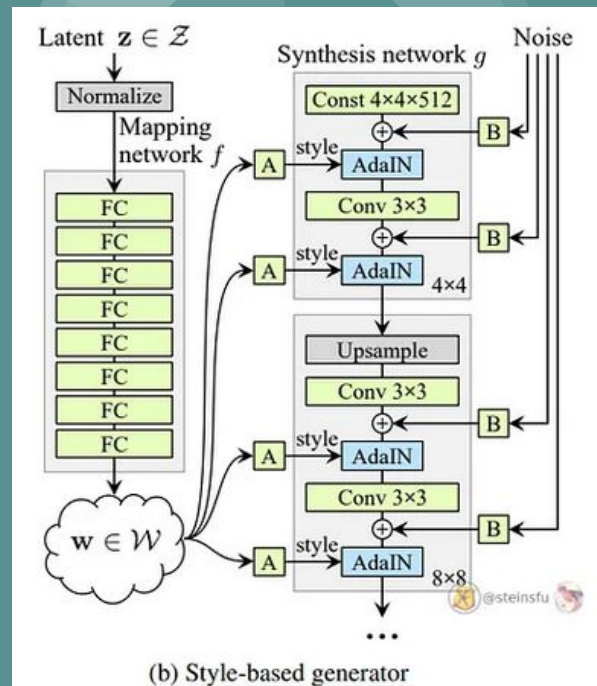 Latent z ∈ Z
Normalize
Mapping
network f
FC
FC
FC
FC
FC
FC
FC
FC
w ∈ W
Synthesis network g
Noise
Const 4×4×512
B
A
style
AdaIN
Conv 3×3
B
A
style
AdaIN
4×4
Upsample
Conv 3×3
B
A
style
AdaIN
Conv 3×3
B
A
style
AdaIN
8×8
@steinsfu
...
(b) Style-based generator